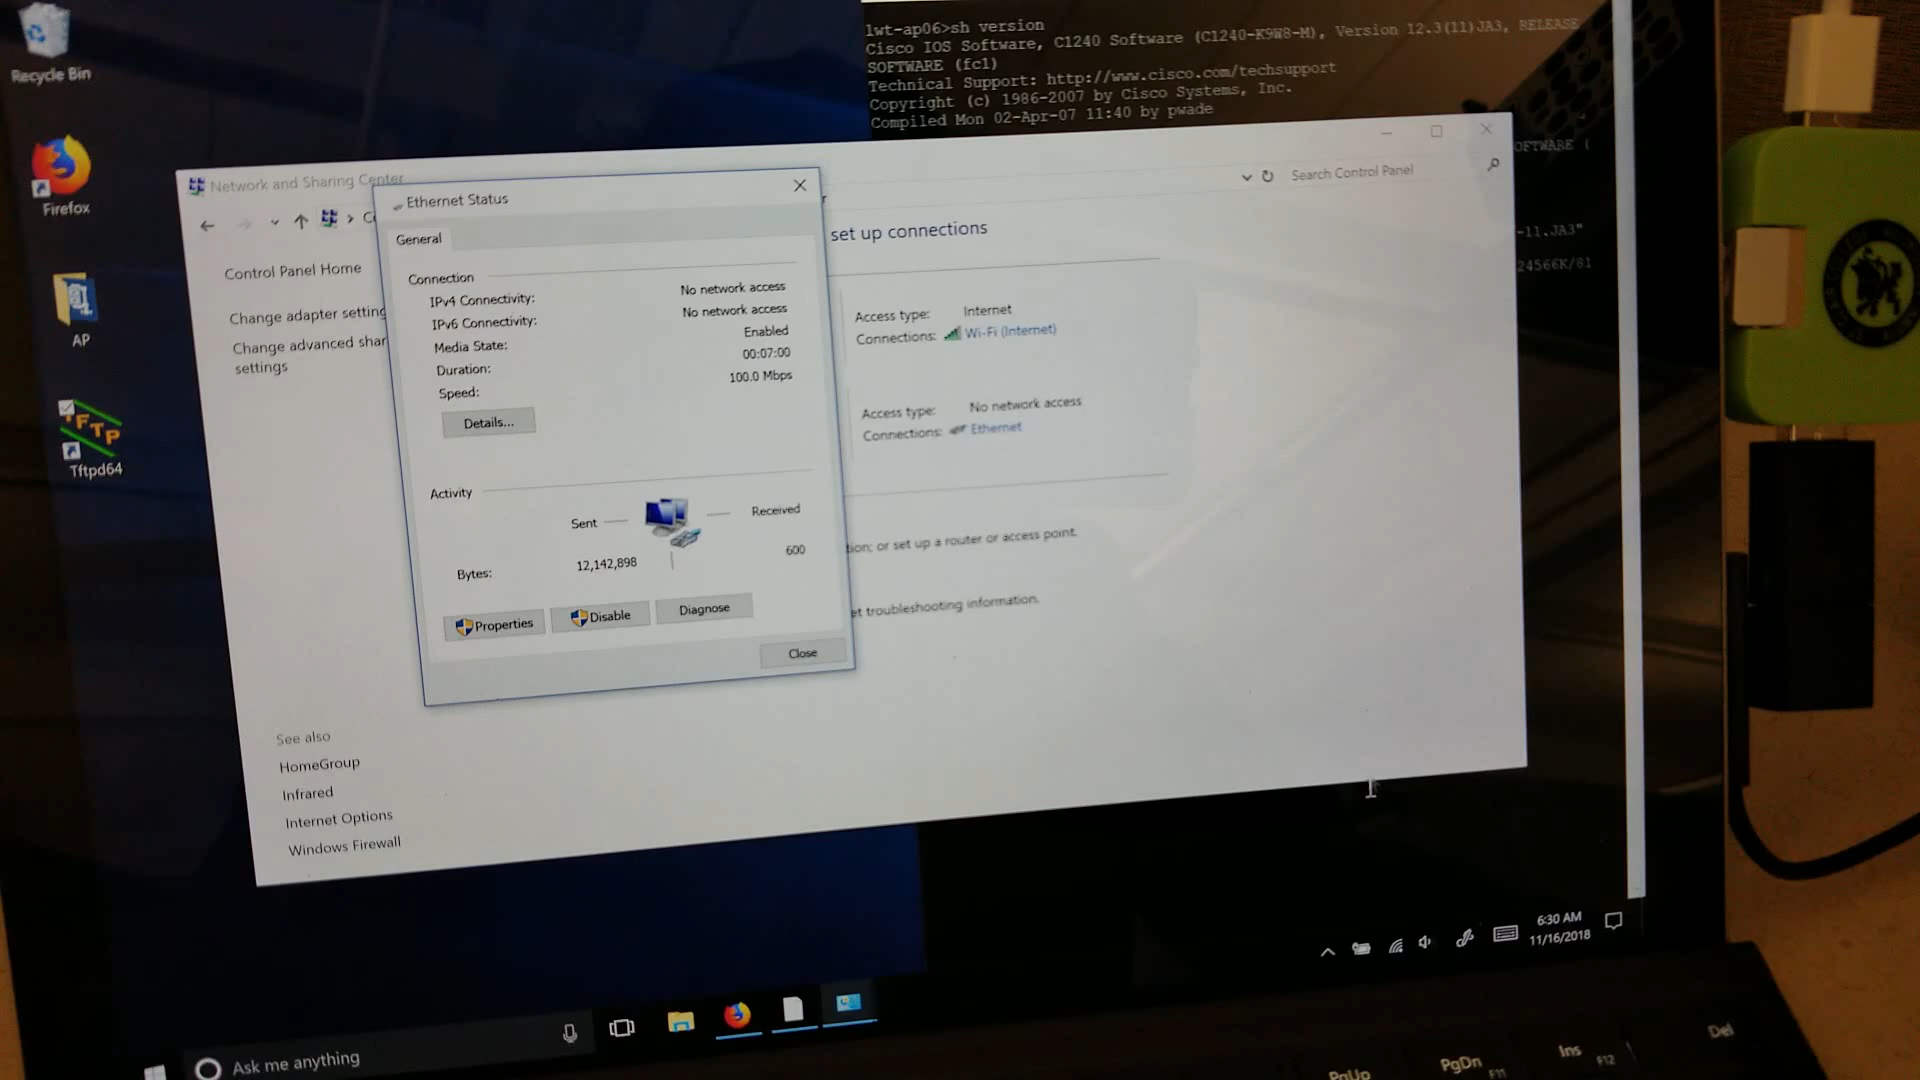 Recycle Bin
Firefox
AP
Tftpd64
lwt-ap06>sh version
Cisco IOS Software, C1240 Software (C1240-K9W8-M), Version 12.3(11)JA3, RELEASE
SOFTWARE (fc1)
Technical Support: http://www.cisco.com/techsupport
Copyright (c) 1986-2007 by Cisco Systems, Inc.
Compiled Mon 02-Apr-07 11:40 by pwade
OFTWARE (
-11.JA3"
24566K/81
Network and Sharing Center
Search Control Panel
Control Panel Home
Change adapter setting
Change advanced shar
settings
See also
HomeGroup
Infrared
Internet Options
Windows Firewall
Ethernet Status
General
Connection
IPv4 Connectivity: No network access
IPv6 Connectivity: No network access
Media State: Enabled
Duration: 00:07:00
Speed: 100.0 Mbps
Details...
Activity
Sent Received
Bytes: 12,142,898 600
Properties Disable Diagnose
Close
set up connections
Access type: Internet
Connections: Wi-Fi (Internet)
Access type: No network access
Connections: Ethernet
tion; or set up a router or access point.
et troubleshooting information.
6:30 AM
11/16/2018
Ask me anything
PgUp
PgDn
F11
Ins
F12
Del